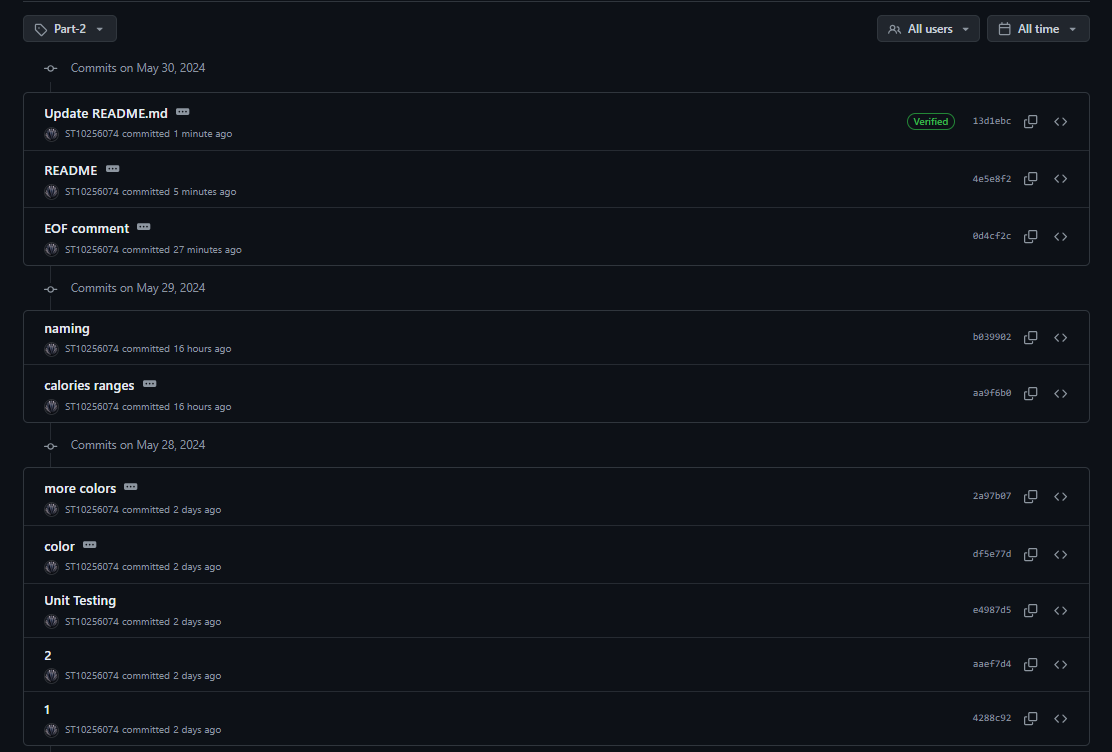 Part-2 All users All time
Commits on May 30, 2024
Update README.md
ST10256074 committed 1 minute ago Verified 13d1ebc
README
ST10256074 committed 5 minutes ago 4e5e8f2
EOF comment
ST10256074 committed 27 minutes ago 0d4cf2c
Commits on May 29, 2024
naming
ST10256074 committed 16 hours ago b039902
calories ranges
ST10256074 committed 16 hours ago aa9f6b0
Commits on May 28, 2024
more colors
ST10256074 committed 2 days ago 2a97b07
color
ST10256074 committed 2 days ago df5e77d
Unit Testing
ST10256074 committed 2 days ago e4987d5
2
ST10256074 committed 2 days ago aaef7d4
1
ST10256074 committed 2 days ago 4288c92